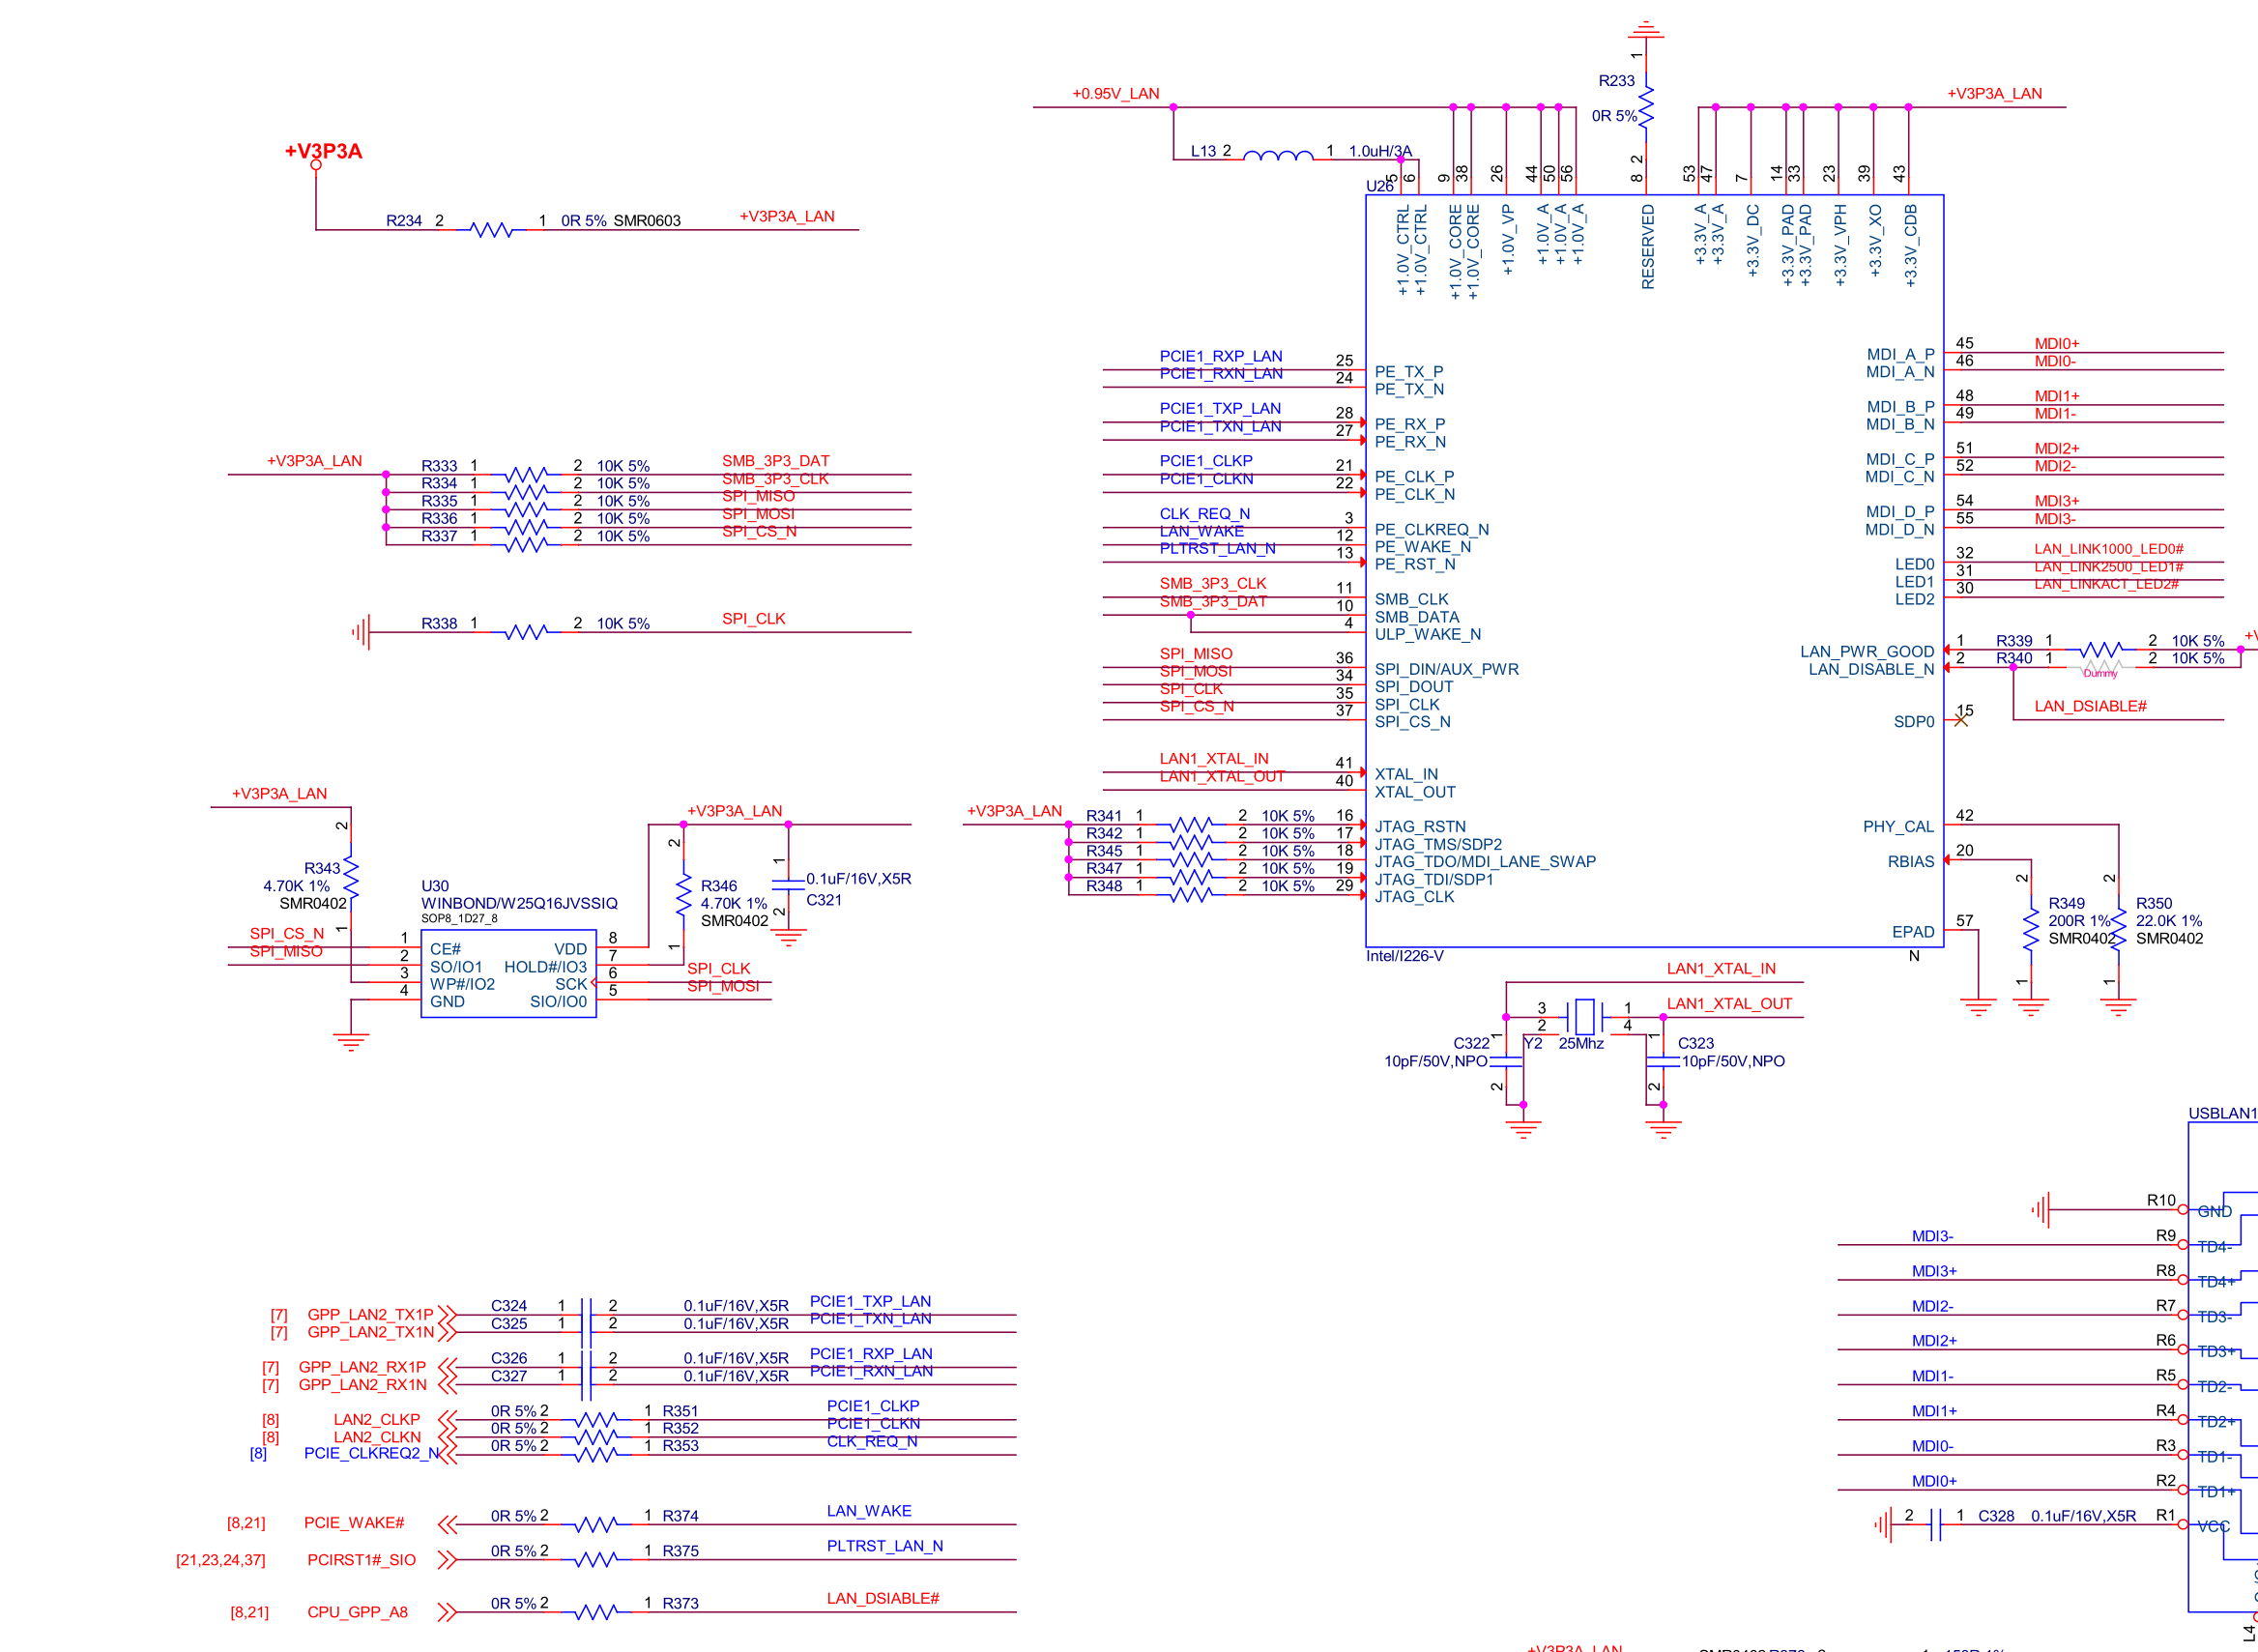 +V3P3A
R234 2 1 0R 5% SMR0603 +V3P3A_LAN
+V3P3A_LAN
R333 1 2 10K 5% SMB_3P3_DAT
R334 1 2 10K 5% SMB_3P3_CLK
R335 1 2 10K 5% SPI_MISO
R336 1 2 10K 5% SPI_MOSI
R337 1 2 10K 5% SPI_CS_N
R338 1 2 10K 5% SPI_CLK
+V3P3A_LAN
2
R343
4.70K 1%
SMR0402
1
+V3P3A_LAN
2
R346
4.70K 1%
SMR0402
1
1
0.1uF/16V,X5R
C321
2
U30
WINBOND/W25Q16JVSSIQ
SOP8_1D27_8
SPI_CS_N 1 CE# VDD 8
SPI_MISO 2 SO/IO1 HOLD#/IO3 7
3 WP#/IO2 SCK 6 SPI_CLK
4 GND SIO/IO0 5 SPI_MOSI
[7] GPP_LAN2_TX1P C324 1 2 0.1uF/16V,X5R PCIE1_TXP_LAN
[7] GPP_LAN2_TX1N C325 1 2 0.1uF/16V,X5R PCIE1_TXN_LAN
[7] GPP_LAN2_RX1P C326 1 2 0.1uF/16V,X5R PCIE1_RXP_LAN
[7] GPP_LAN2_RX1N C327 1 2 0.1uF/16V,X5R PCIE1_RXN_LAN
[8] LAN2_CLKP 0R 5% 2 1 R351 PCIE1_CLKP
[8] LAN2_CLKN 0R 5% 2 1 R352 PCIE1_CLKN
[8] PCIE_CLKREQ2_N 0R 5% 2 1 R353 CLK_REQ_N
[8,21] PCIE_WAKE# 0R 5% 2 1 R374 LAN_WAKE
[21,23,24,37] PCIRST1#_SIO 0R 5% 2 1 R375 PLTRST_LAN_N
[8,21] CPU_GPP_A8 0R 5% 2 1 R373 LAN_DSIABLE#
+0.95V_LAN
L13 2 1 1.0uH/3A
1
R233
0R 5%
2
+V3P3A_LAN
U26
5 6 9 38 26 44 50 56 8 53 47 7 14 33 23 39 43
+1.0V_CTRL
+1.0V_CTRL
+1.0V_CORE
+1.0V_CORE
+1.0V_VP
+1.0V_A
+1.0V_A
+1.0V_A
RESERVED
+3.3V_A
+3.3V_A
+3.3V_DC
+3.3V_PAD
+3.3V_PAD
+3.3V_VPH
+3.3V_XO
+3.3V_CDB
PCIE1_RXP_LAN 25 PE_TX_P
PCIE1_RXN_LAN 24 PE_TX_N
PCIE1_TXP_LAN 28 PE_RX_P
PCIE1_TXN_LAN 27 PE_RX_N
PCIE1_CLKP 21 PE_CLK_P
PCIE1_CLKN 22 PE_CLK_N
CLK_REQ_N 3 PE_CLKREQ_N
LAN_WAKE 12 PE_WAKE_N
PLTRST_LAN_N 13 PE_RST_N
SMB_3P3_CLK 11 SMB_CLK
SMB_3P3_DAT 10 SMB_DATA
4 ULP_WAKE_N
SPI_MISO 36 SPI_DIN/AUX_PWR
SPI_MOSI 34 SPI_DOUT
SPI_CLK 35 SPI_CLK
SPI_CS_N 37 SPI_CS_N
LAN1_XTAL_IN 41 XTAL_IN
LAN1_XTAL_OUT 40 XTAL_OUT
+V3P3A_LAN
R341 1 2 10K 5% 16 JTAG_RSTN
R342 1 2 10K 5% 17 JTAG_TMS/SDP2
R345 1 2 10K 5% 18 JTAG_TDO/MDI_LANE_SWAP
R347 1 2 10K 5% 19 JTAG_TDI/SDP1
R348 1 2 10K 5% 29 JTAG_CLK
MDI_A_P 45 MDI0+
MDI_A_N 46 MDI0-
MDI_B_P 48 MDI1+
MDI_B_N 49 MDI1-
MDI_C_P 51 MDI2+
MDI_C_N 52 MDI2-
MDI_D_P 54 MDI3+
MDI_D_N 55 MDI3-
LED0 32 LAN_LINK1000_LED0#
LED1 31 LAN_LINK2500_LED1#
LED2 30 LAN_LINKACT_LED2#
LAN_PWR_GOOD 1 R339 1 2 10K 5%
LAN_DISABLE_N 2 R340 1 2 10K 5%
Dummy
SDP0 15 LAN_DSIABLE#
PHY_CAL 42
RBIAS 20
EPAD 57
2
R349
200R 1%
SMR0402
1
2
R350
22.0K 1%
SMR0402
1
Intel/I226-V
N
LAN1_XTAL_IN
3 1 LAN1_XTAL_OUT
2 4
C322 1 Y2 25Mhz 1 C323
10pF/50V,NPO 10pF/50V,NPO
2 2
USBLAN1
R10 GND
MDI3- R9 TD4-
MDI3+ R8 TD4+
MDI2- R7 TD3-
MDI2+ R6 TD3+
MDI1- R5 TD2-
MDI1+ R4 TD2+
MDI0- R3 TD1-
MDI0+ R2 TD1+
2 1 C328 0.1uF/16V,X5R R1 VCC
L4
+V3P3A_LAN